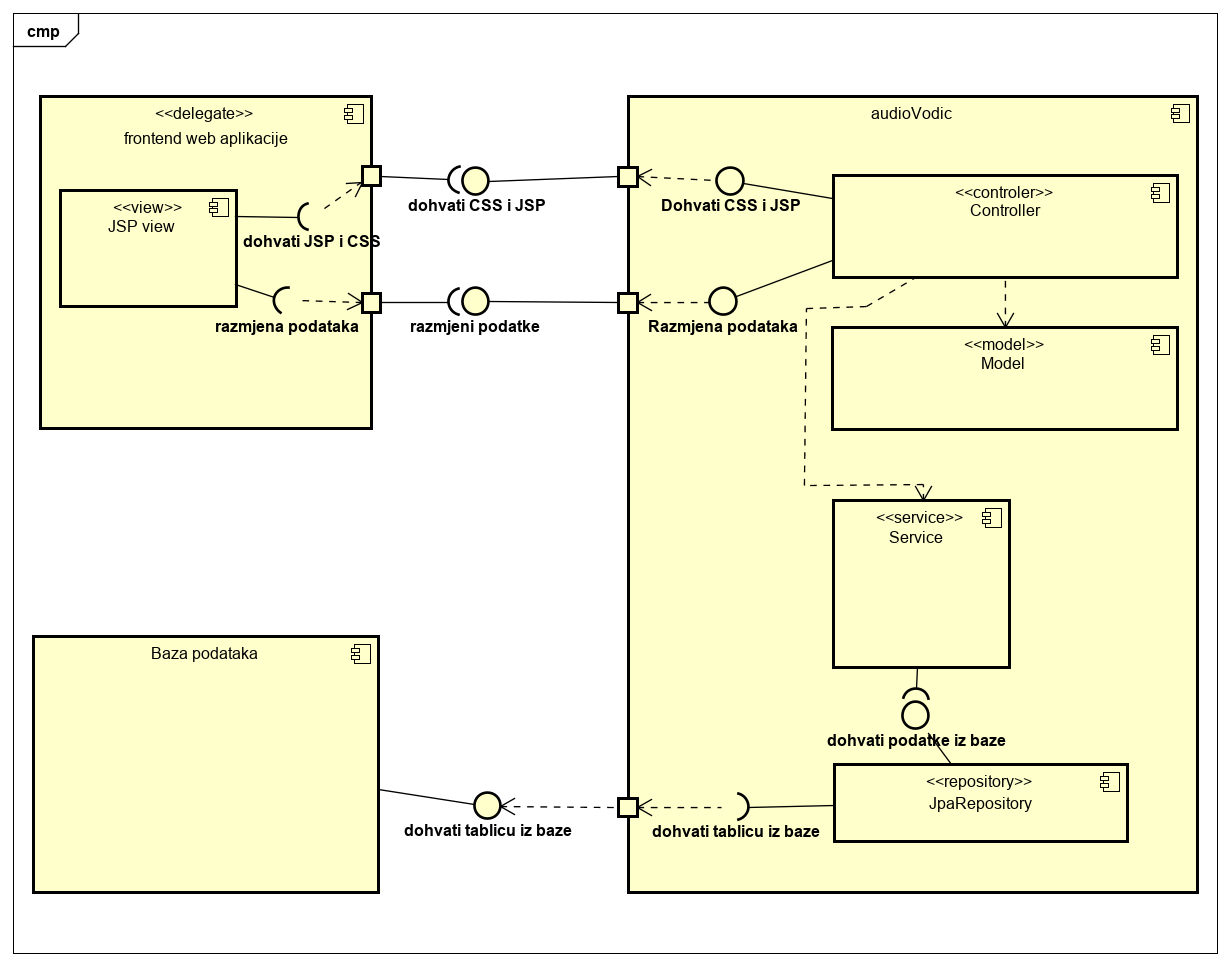 cmp
<<delegate>>
frontend web aplikacije
<<view>>
JSP view
dohvati JSP i CSS
razmjena podataka
dohvati CSS i JSP
razmjeni podatke
audioVodic
Dohvati CSS i JSP
Razmjena podataka
<<controler>>
Controller
<<model>>
Model
<<service>>
Service
dohvati podatke iz baze
<<repository>>
JpaRepository
Baza podataka
dohvati tablicu iz baze
dohvati tablicu iz baze